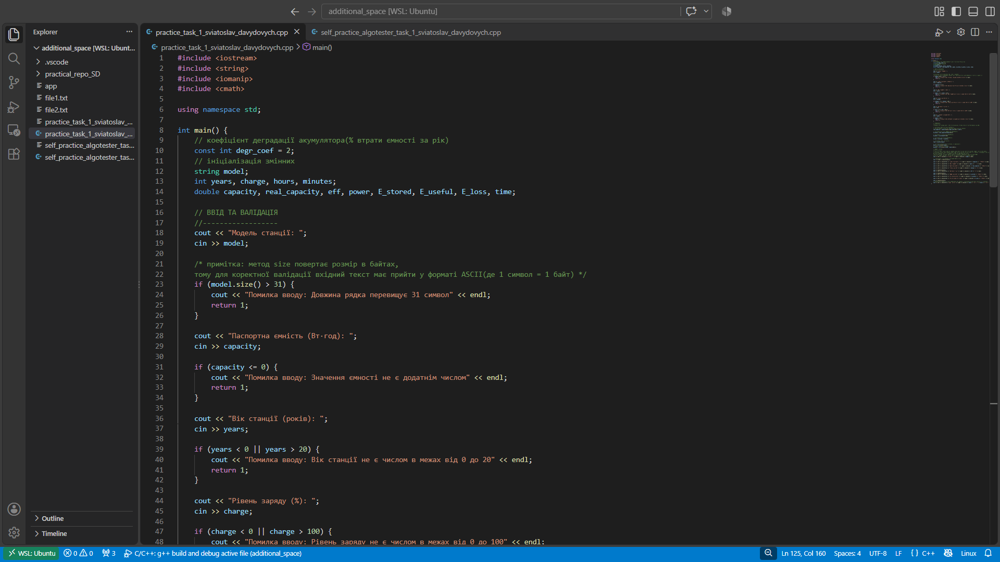 additional_space [WSL: Ubuntu]
Explorer
additional_space [WSL: Ubunt...
.vscode
practical_repo_SD
app
file1.txt
file2.txt
practice_task_1_sviatoslav_...
practice_task_1_sviatoslav_...
self_practice_algotester_tas...
self_practice_algotester_tas...
Outline
Timeline
practice_task_1_sviatoslav_davydovych.cpp
self_practice_algotester_task_1_sviatoslav_davydovych.cpp
practice_task_1_sviatoslav_davydovych.cpp > main()
1 #include <iostream>
2 #include <string>
3 #include <iomanip>
4 #include <cmath>
5
6 using namespace std;
7
8 int main() {
9 // коефіцієнт деградації акумулятора(% втрати ємності за рік)
10 const int degr_coef = 2;
11 // ініціалізація змінних
12 string model;
13 int years, charge, hours, minutes;
14 double capacity, real_capacity, eff, power, E_stored, E_useful, E_loss, time;
15
16 // ВВІД ТА ВАЛІДАЦІЯ
17 //------------------
18 cout << "Модель станції: ";
19 cin >> model;
20
21 /* примітка: метод size повертає розмір в байтах,
22 тому для коректної валідації вхідний текст має прийти у форматі ASCII(де 1 символ = 1 байт) */
23 if (model.size() > 31) {
24 cout << "Помилка вводу: Довжина рядка перевищує 31 символ" << endl;
25 return 1;
26 }
27
28 cout << "Паспортна ємність (Вт·год): ";
29 cin >> capacity;
30
31 if (capacity <= 0) {
32 cout << "Помилка вводу: Значення ємності не є додатнім числом" << endl;
33 return 1;
34 }
35
36 cout << "Вік станції (років): ";
37 cin >> years;
38
39 if (years < 0 || years > 20) {
40 cout << "Помилка вводу: Вік станції не є числом в межах від 0 до 20" << endl;
41 return 1;
42 }
43
44 cout << "Рівень заряду (%): ";
45 cin >> charge;
46
47 if (charge < 0 || charge > 100) {
48 cout << "Помилка вводу: Рівень заряду не є числом в межах від 0 до 100" << endl;
WSL: Ubuntu 0 0 3 C/C++: g++ build and debug active file (additional_space) Ln 125, Col 160 Spaces: 4 UTF-8 LF { } C++ Linux